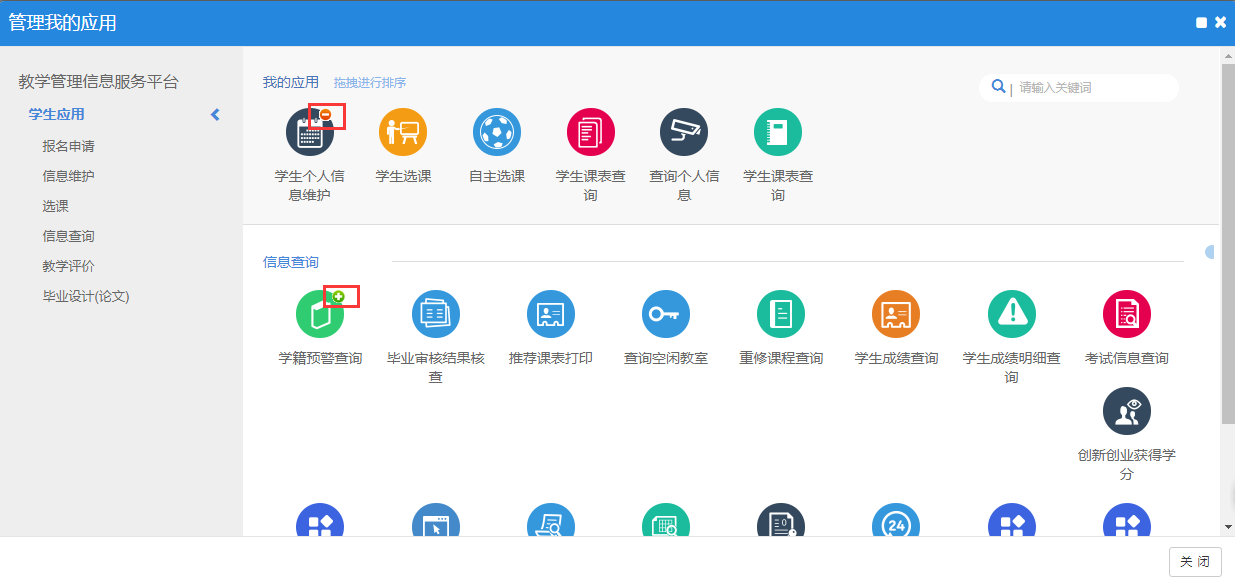 管理我的应用
教学管理信息服务平台
学生应用
报名申请
信息维护
选课
信息查询
教学评价
毕业设计(论文)
我的应用 拖拽进行排序
请输入关键词
学生个人信
息维护
学生选课
自主选课
学生课表查
询
查询个人信
息
学生课表查
询
信息查询
学籍预警查询
毕业审核结果核
查
推荐课表打印
查询空闲教室
重修课程查询
学生成绩查询
学生成绩明细查
询
考试信息查询
创新创业获得学
分
24
关 闭